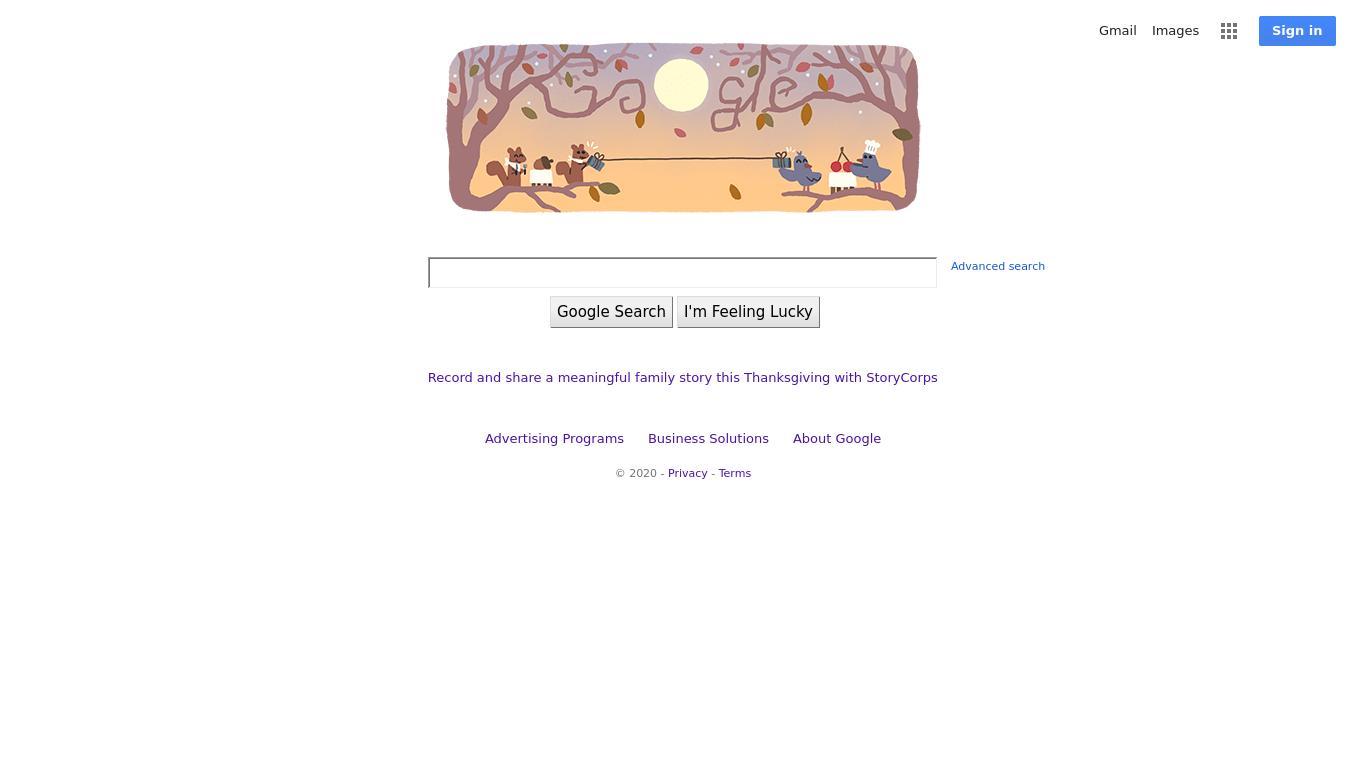 Gmail Images Sign in
Google
Advanced search
Google Search I'm Feeling Lucky
Record and share a meaningful family story this Thanksgiving with StoryCorps
Advertising Programs Business Solutions About Google
© 2020 - Privacy - Terms